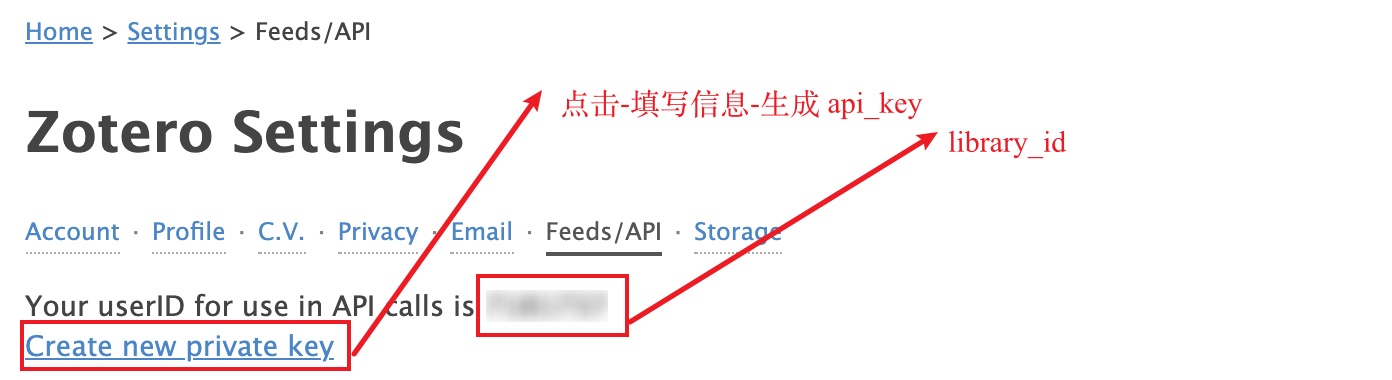 Home > Settings > Feeds/API
点击-填写信息-生成 api_key
Zotero Settings
library_id
Account · Profile · C.V. · Privacy · Email · Feeds/API · Storage
Your userID for use in API calls is
Create new private key